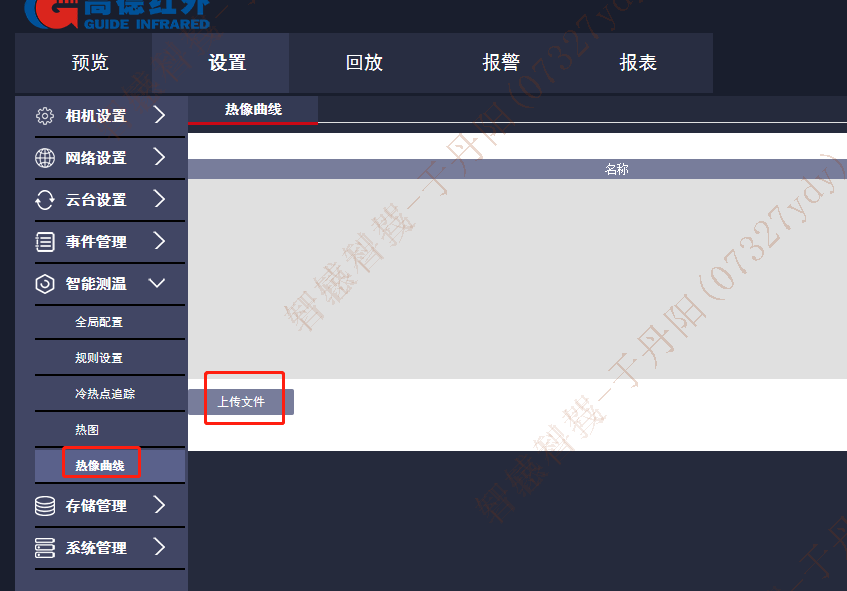 高德红外
GUIDE INFRARED
预览
设置
回放
报警
报表
相机设置
网络设置
云台设置
事件管理
智能测温
全局配置
规则设置
冷热点追踪
热图
热像曲线
存储管理
系统管理
热像曲线
名称
上传文件
于丹阳(07327ydy)
于丹阳(07327ydy)